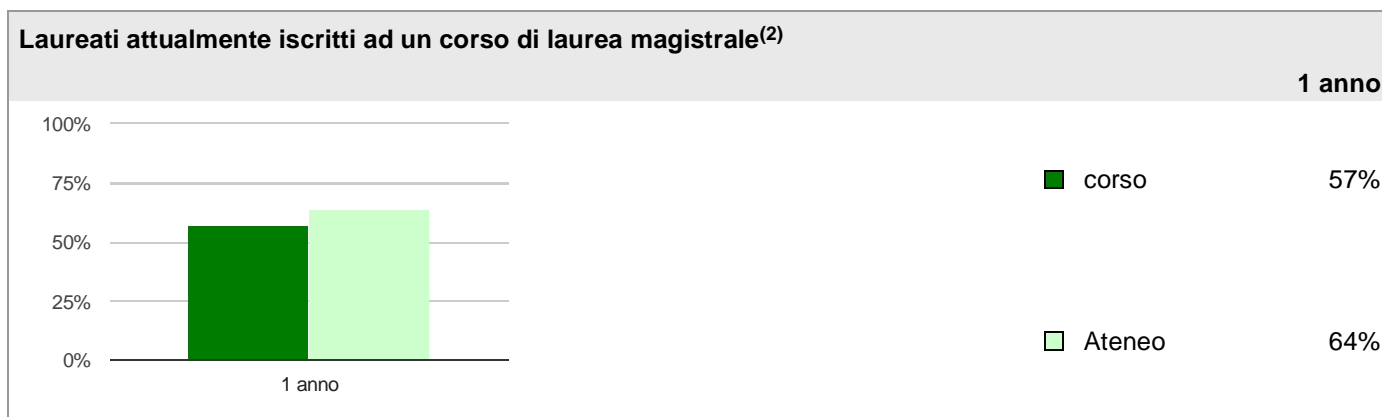 Laureati attualmente iscritti ad un corso di laurea magistrale(2)
1 anno
100%
75%
50%
25%
0%
1 anno
corso 57%
Ateneo 64%